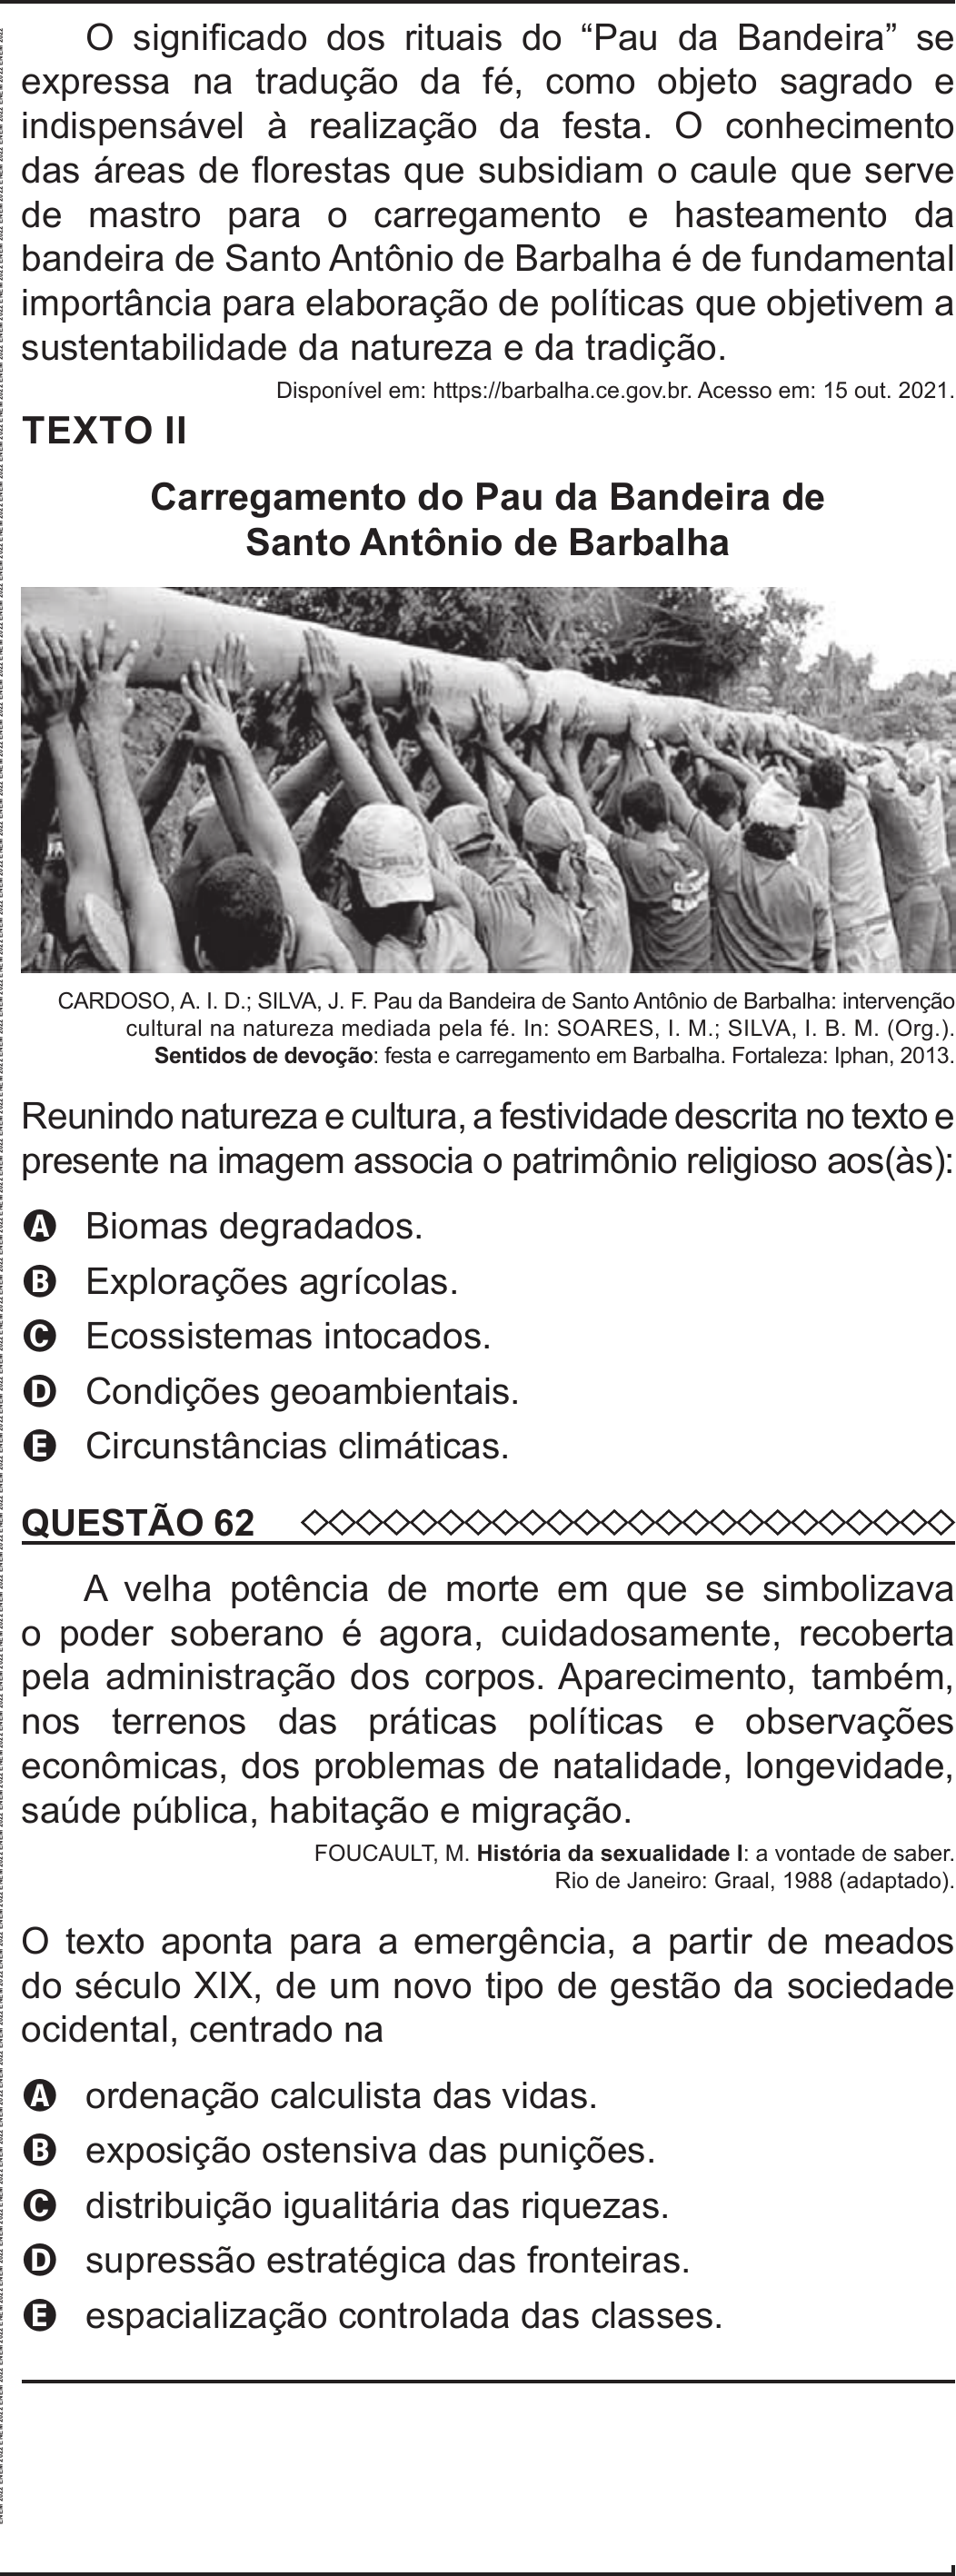 O significado dos rituais do “Pau da Bandeira” se
expressa na tradução da fé, como objeto sagrado e
indispensável à realização da festa. O conhecimento
das áreas de florestas que subsidiam o caule que serve
de mastro para o carregamento e hasteamento da
bandeira de Santo Antônio de Barbalha é de fundamental
importância para elaboração de políticas que objetivem a
sustentabilidade da natureza e da tradição.
Disponível em: https://barbalha.ce.gov.br. Acesso em: 15 out. 2021.
TEXTO II
Carregamento do Pau da Bandeira de
Santo Antônio de Barbalha
CARDOSO, A. I. D.; SILVA, J. F. Pau da Bandeira de Santo Antônio de Barbalha: intervenção
cultural na natureza mediada pela fé. In: SOARES, I. M.; SILVA, I. B. M. (Org.).
Sentidos de devoção: festa e carregamento em Barbalha. Fortaleza: Iphan, 2013.
Reunindo natureza e cultura, a festividade descrita no texto e
presente na imagem associa o patrimônio religioso aos(às):
A Biomas degradados.
B Explorações agrícolas.
C Ecossistemas intocados.
D Condições geoambientais.
E Circunstâncias climáticas.
QUESTÃO 62
A velha potência de morte em que se simbolizava
o poder soberano é agora, cuidadosamente, recoberta
pela administração dos corpos. Aparecimento, também,
nos terrenos das práticas políticas e observações
econômicas, dos problemas de natalidade, longevidade,
saúde pública, habitação e migração.
FOUCAULT, M. História da sexualidade I: a vontade de saber.
Rio de Janeiro: Graal, 1988 (adaptado).
O texto aponta para a emergência, a partir de meados
do século XIX, de um novo tipo de gestão da sociedade
ocidental, centrado na
A ordenação calculista das vidas.
B exposição ostensiva das punições.
C distribuição igualitária das riquezas.
D supressão estratégica das fronteiras.
E espacialização controlada das classes.